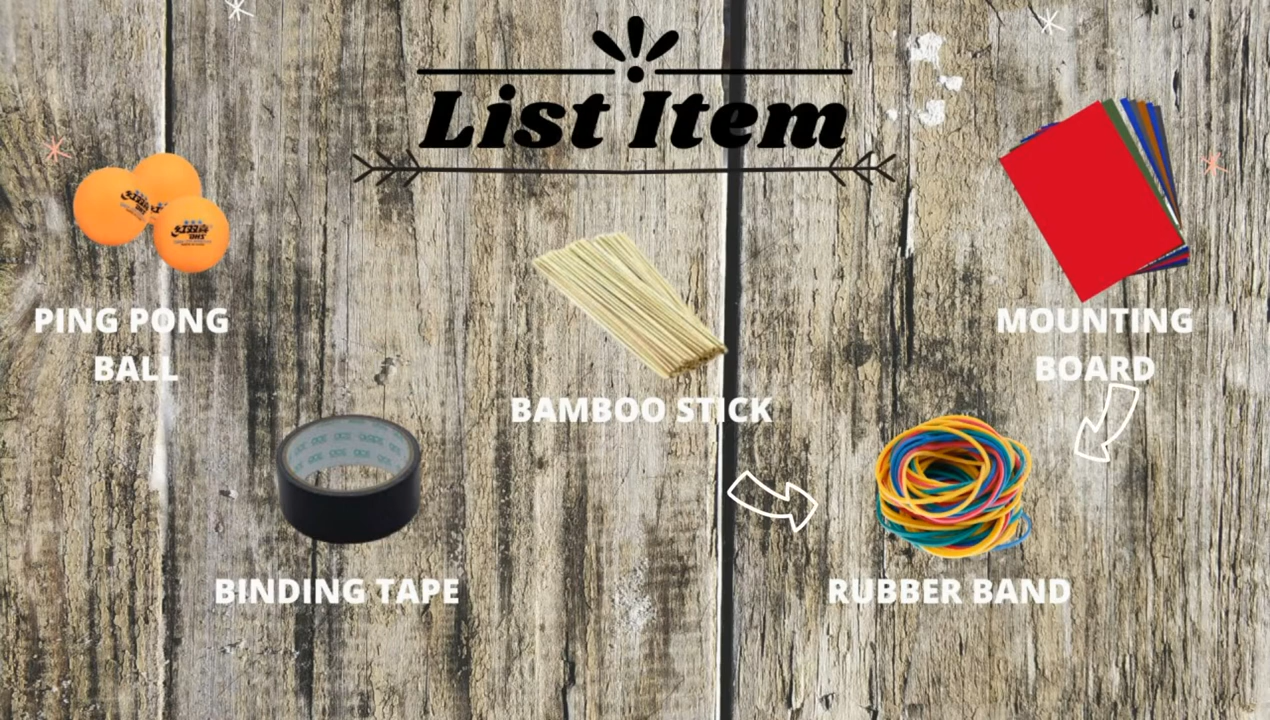 List Item
PING PONG
BALL
BAMBOO STICK
MOUNTING
BOARD
BINDING TAPE
RUBBER BAND